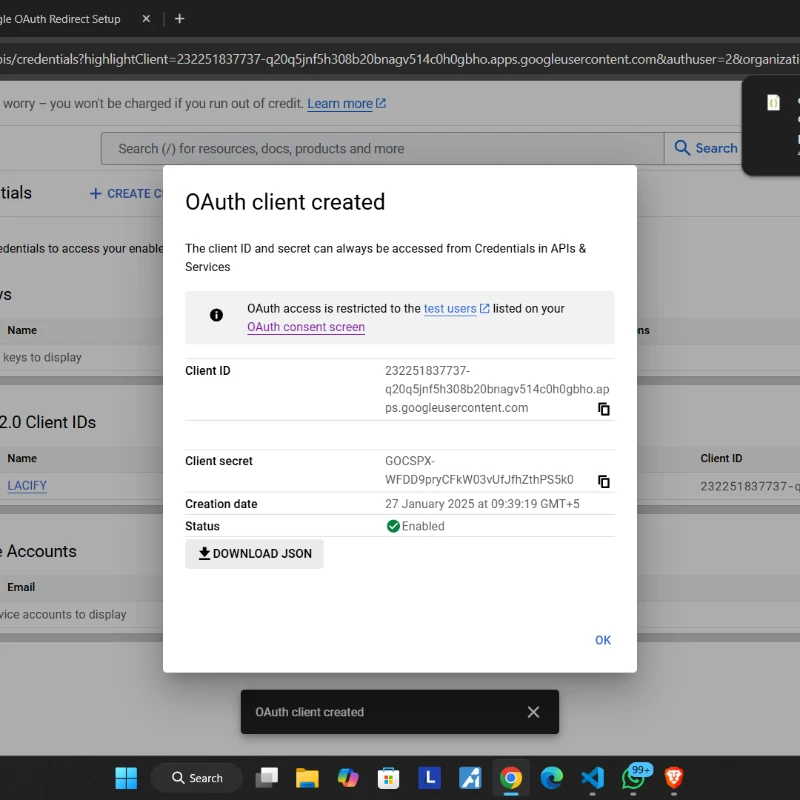 gle OAuth Redirect Setup
pis/credentials?highlightClient=232251837737-q20q5jnf5h308b20bnagv514c0h0gbho.apps.googleusercontent.com&authuser=2&organizati
worry – you won't be charged if you run out of credit. Learn more
Search (/) for resources, docs, products and more
Search
tials
CREATE C
OAuth client created
edentials to access your enable
The client ID and secret can always be accessed from Credentials in APIs &
Services
ys
OAuth access is restricted to the test users listed on your
OAuth consent screen
Name
ons
keys to display
Client ID
232251837737-
q20q5jnf5h308b20bnagv514c0h0gbho.ap
ps.googleusercontent.com
2.0 Client IDs
Name
Client ID
Client secret
GOCSPX-
WFDD9pryCFkW03vUfJfhZthPS5k0
LACIFY
232251837737-q
Creation date
27 January 2025 at 09:39:19 GMT+5
Status
Enabled
e Accounts
DOWNLOAD JSON
Email
vice accounts to display
OK
OAuth client created
Search
L
99+